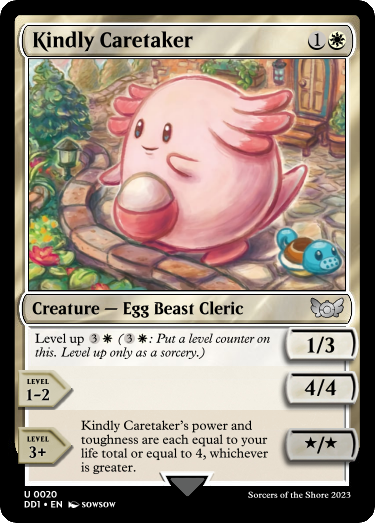 Kindly Caretaker 1
Creature — Egg Beast Cleric
Level up 3 (3 : Put a level counter on
this. Level up only as a sorcery.)
1/3
LEVEL
1-2
4/4
LEVEL
3+
Kindly Caretaker's power and
toughness are each equal to your
life total or equal to 4, whichever
is greater.
★/★
U 0020
DD1 • EN SOWSOW
Sorcers of the Shore 2023